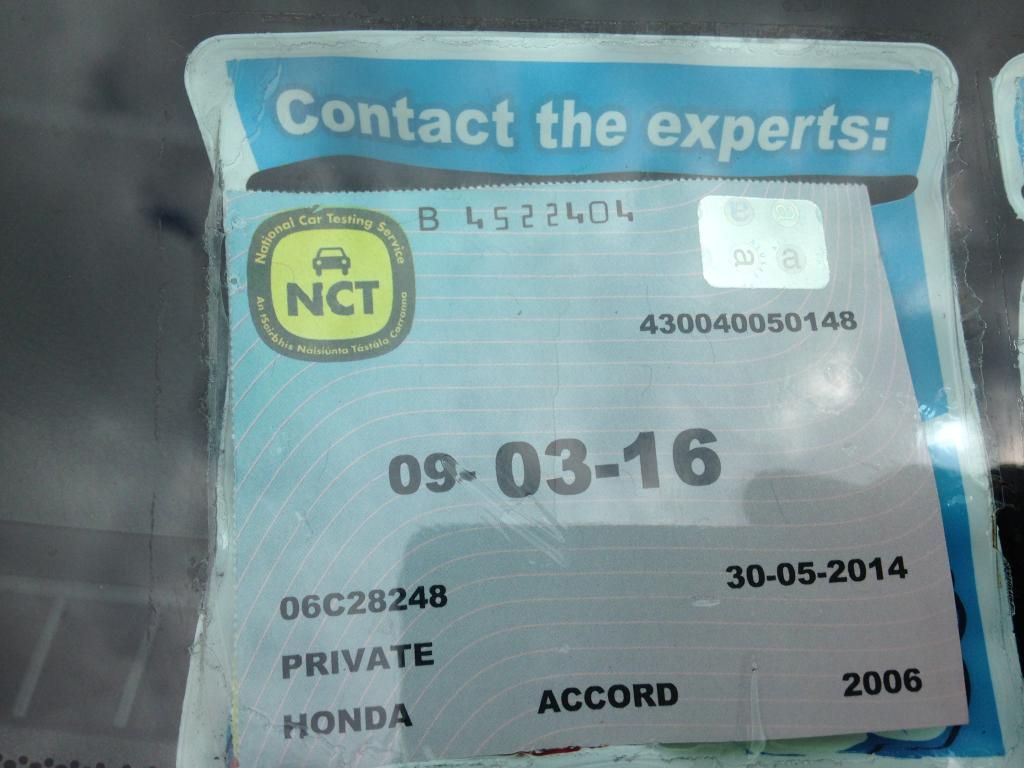 Contact the experts:
B 4522404
National Car Testing Service
NCT
An tSeirbhís Náisiúnta Tástála Carranna
a
a
430040050148
09-03-16
30-05-2014
06C28248
PRIVATE
HONDA ACCORD 2006